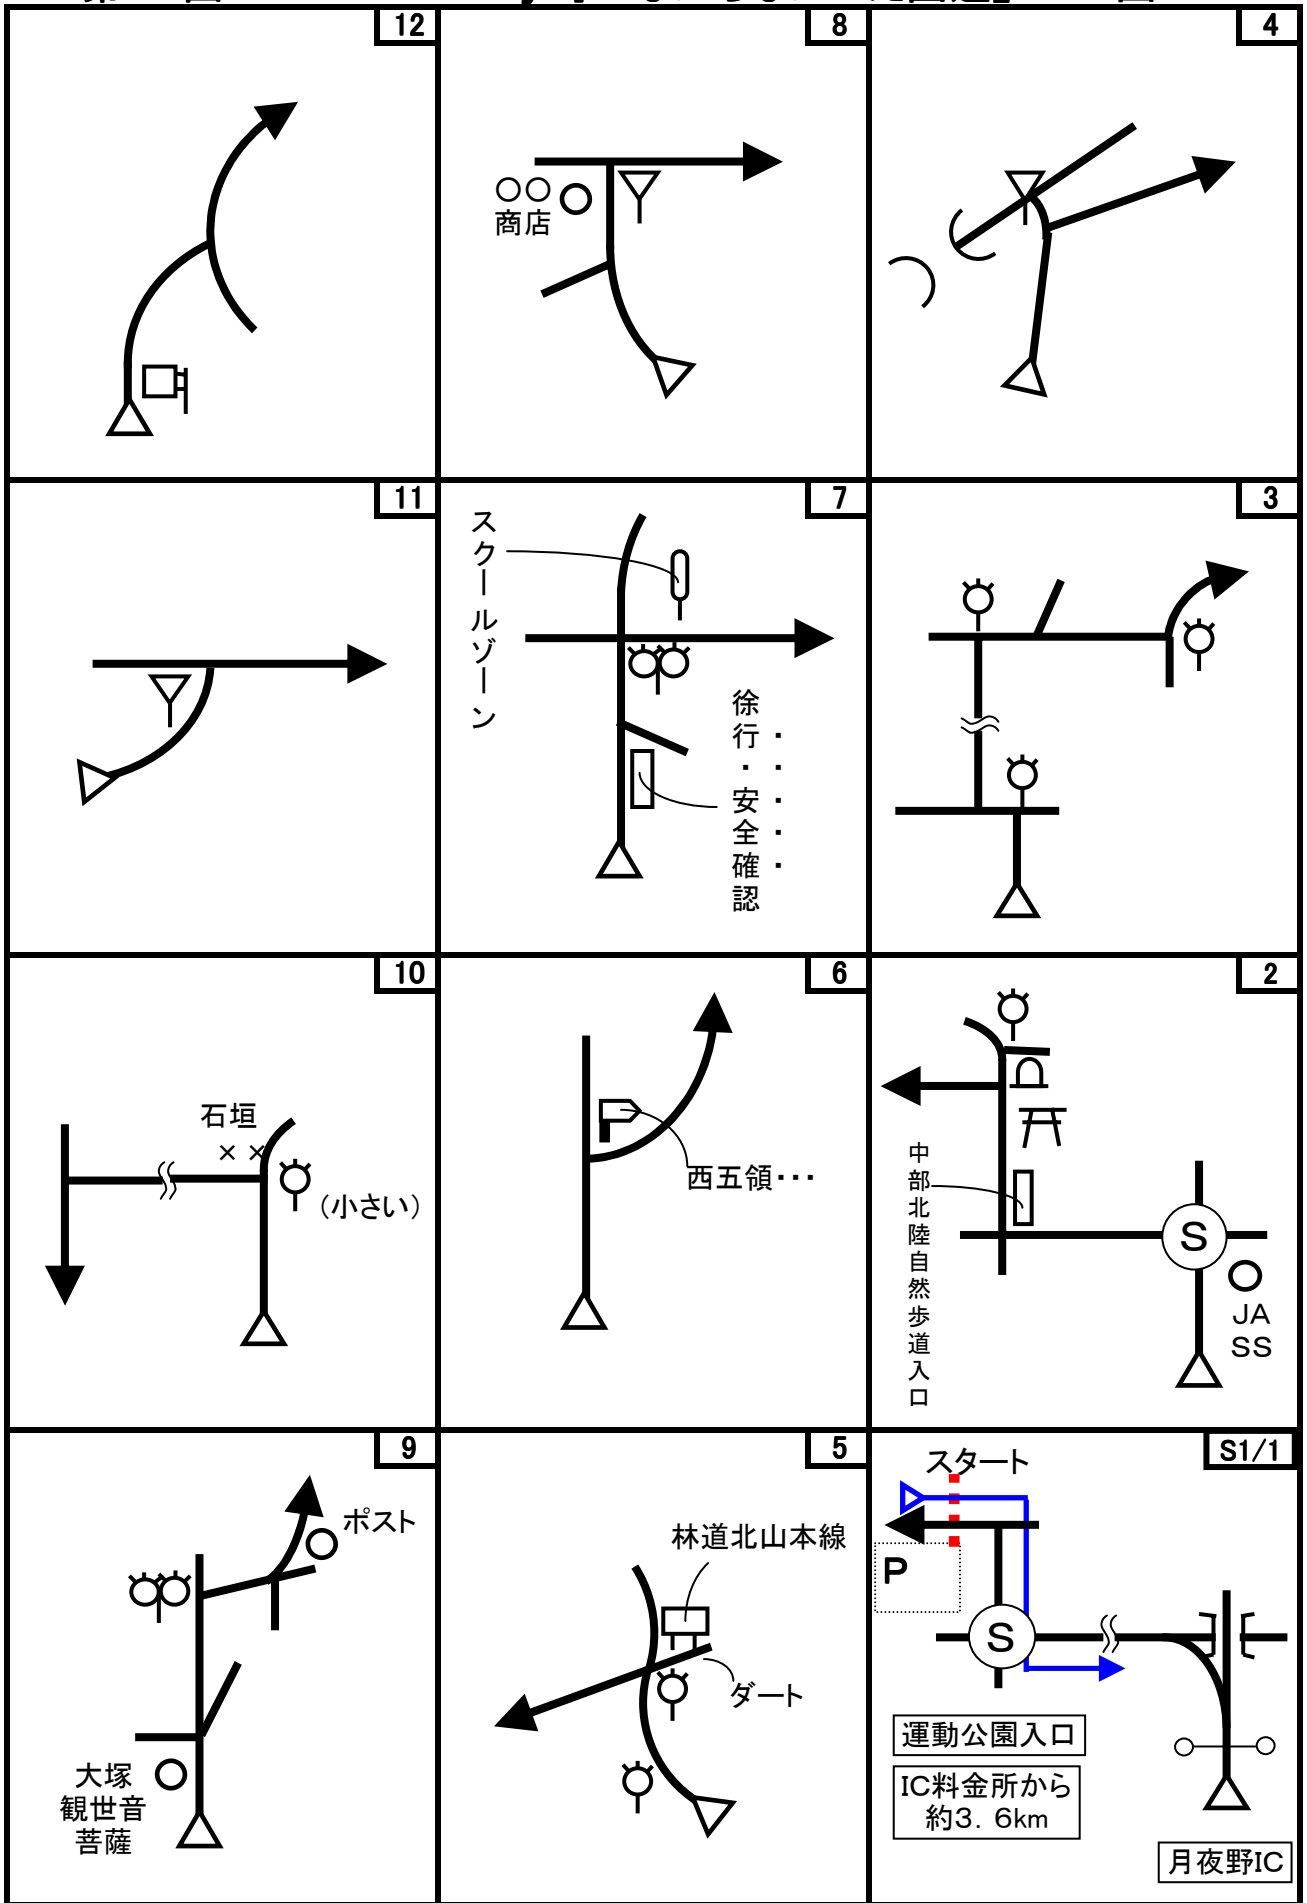 12
8
○○
商店
4
11
7
スクールゾーン
徐行・安全確認
・・・・・
3
10
石垣
××
(小さい)
6
西五領・・・
2
中部北陸自然歩道入口
S
JA
SS
9
ポスト
大塚
観世音
菩薩
5
林道北山本線
ダート
S1/1
スタート
P
S
運動公園入口
IC料金所から
約3.6km
月夜野IC